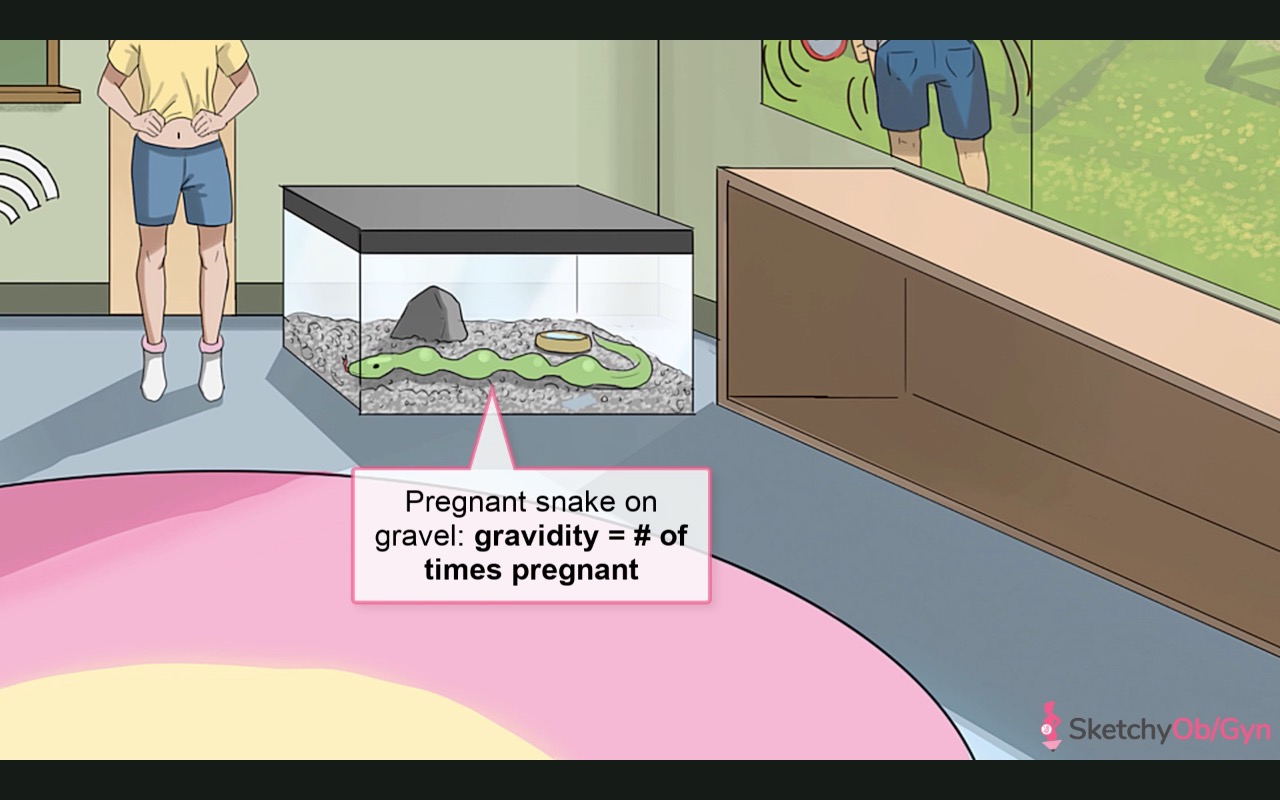 Pregnant snake on
gravel: gravidity = # of
times pregnant
SketchyOb/Gyn